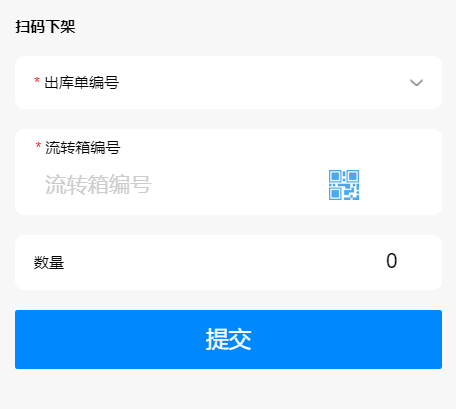 扫码下架
* 出库单编号
* 流转箱编号
流转箱编号
数量 0
提交